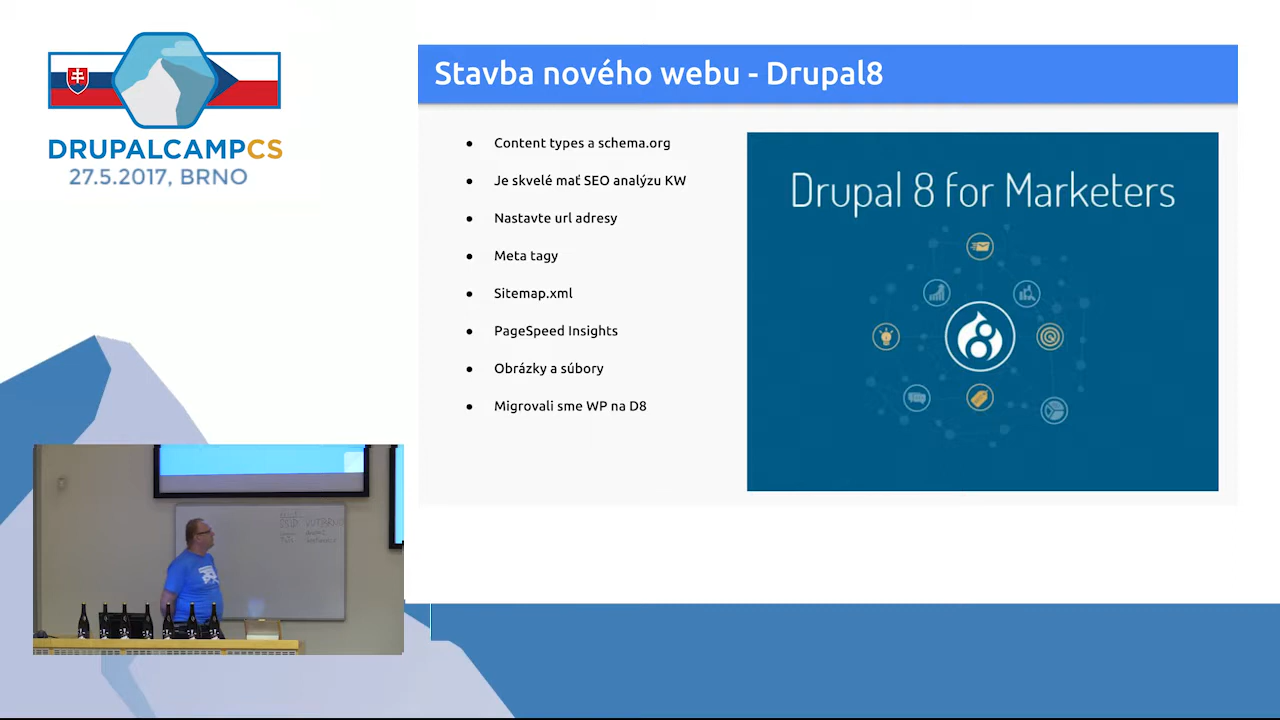 DRUPALCAMPCS
27.5.2017, BRNO
Stavba nového webu - Drupal8
Content types a schema.org
Je skvelé mať SEO analýzu KW
Nastavte url adresy
Meta tagy
Sitemap.xml
PageSpeed Insights
Obrázky a súbory
Migrovali sme WP na D8
Drupal 8 for Marketers